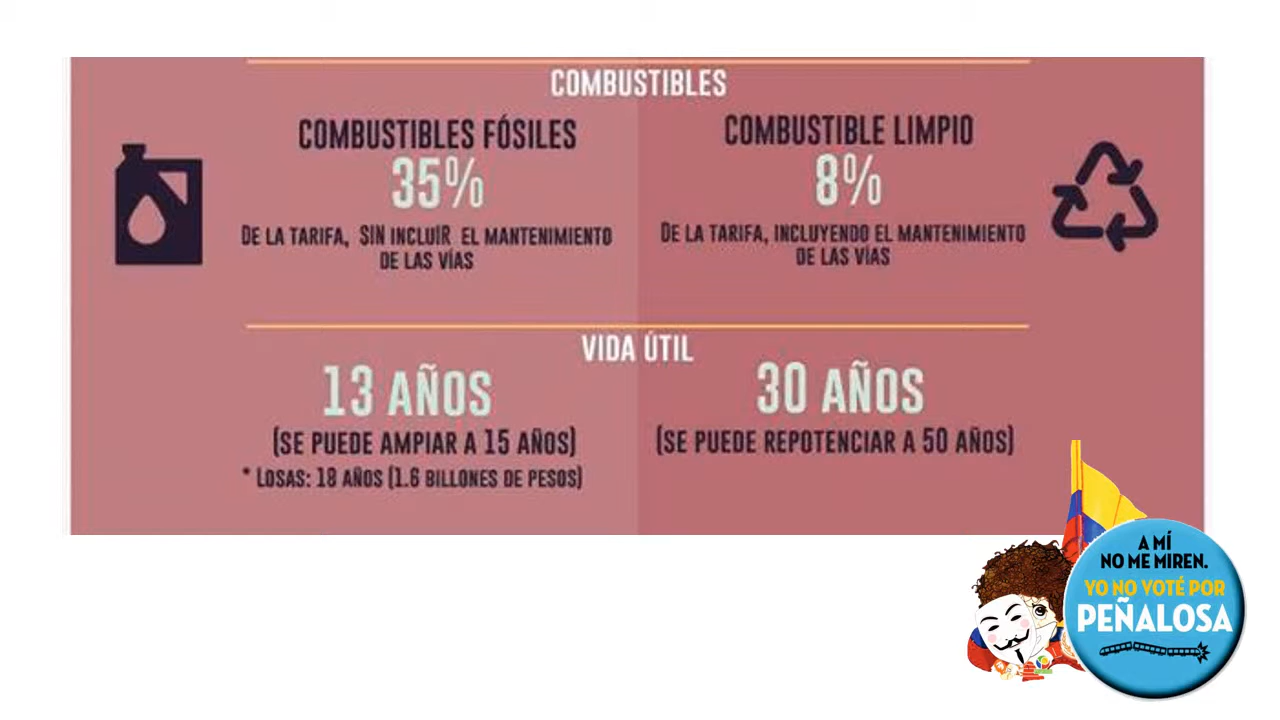 COMBUSTIBLES
COMBUSTIBLES FÓSILES
35%
DE LA TARIFA, SIN INCLUIR EL MANTENIMIENTO
DE LAS VÍAS
COMBUSTIBLE LIMPIO
8%
DE LA TARIFA, INCLUYENDO EL MANTENIMIENTO
DE LAS VÍAS
VIDA ÚTIL
13 AÑOS
(SE PUEDE AMPIAR A 15 AÑOS)
* LOSAS: 18 AÑOS (1.6 BILLONES DE PESOS)
30 AÑOS
(SE PUEDE REPOTENCIAR A 50 AÑOS)
A MÍ
NO ME MIREN.
YO NO VOTÉ POR
PEÑALOSA